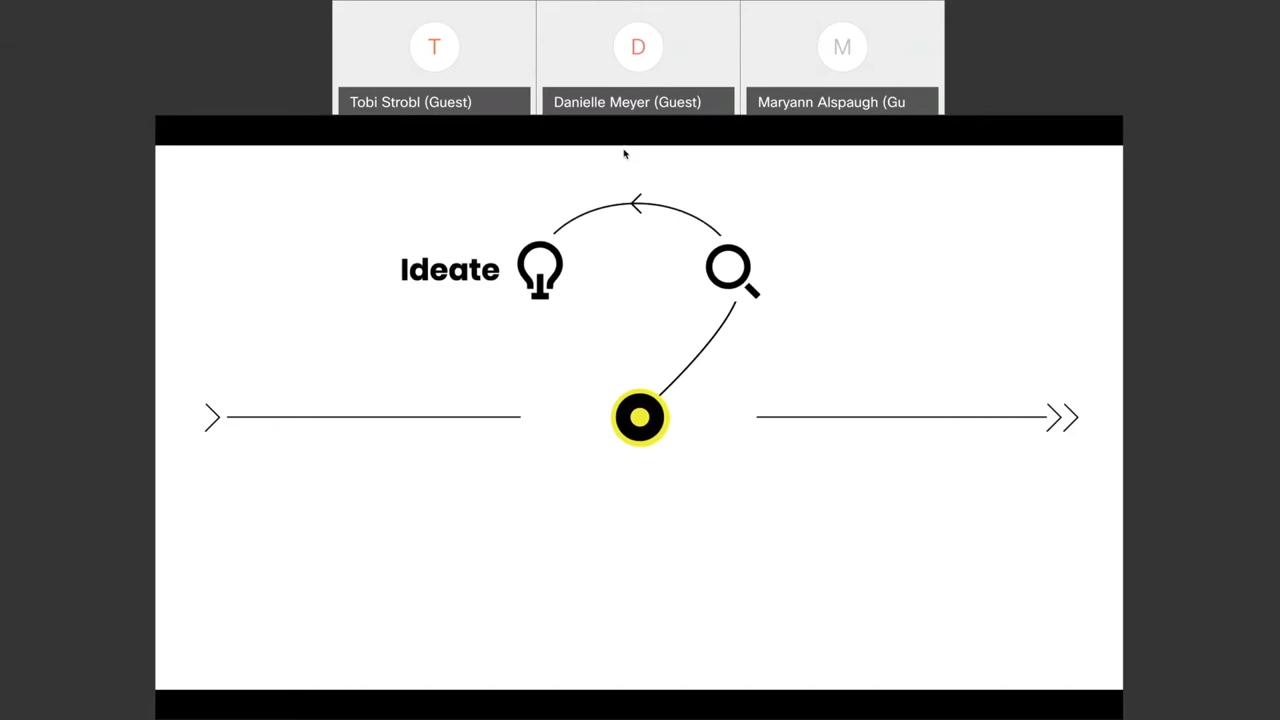 T
D
M
Tobi Strobl (Guest)
Danielle Meyer (Guest)
Maryann Alspaugh (Gu
Ideate